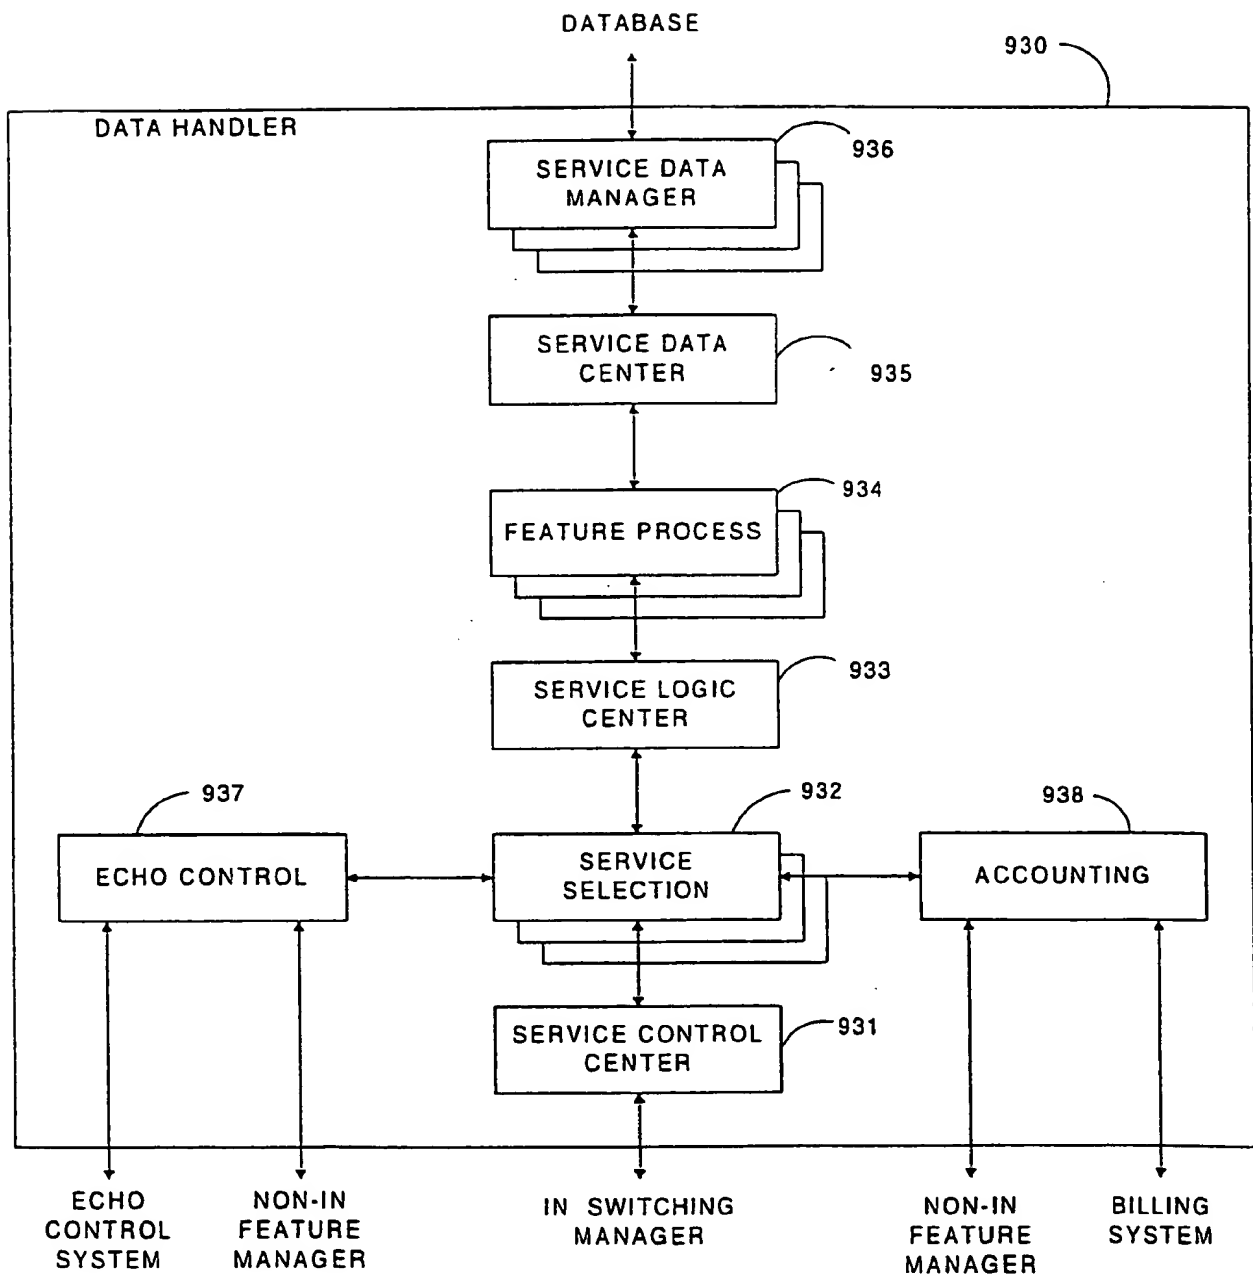 DATABASE
930
DATA HANDLER
936
SERVICE DATA
MANAGER
SERVICE DATA
CENTER
935
934
FEATURE PROCESS
933
SERVICE LOGIC
CENTER
937
932
938
ECHO CONTROL
SERVICE
SELECTION
ACCOUNTING
SERVICE CONTROL
CENTER
931
ECHO
CONTROL
SYSTEM
NON-IN
FEATURE
MANAGER
IN SWITCHING
MANAGER
NON-IN
FEATURE
MANAGER
BILLING
SYSTEM